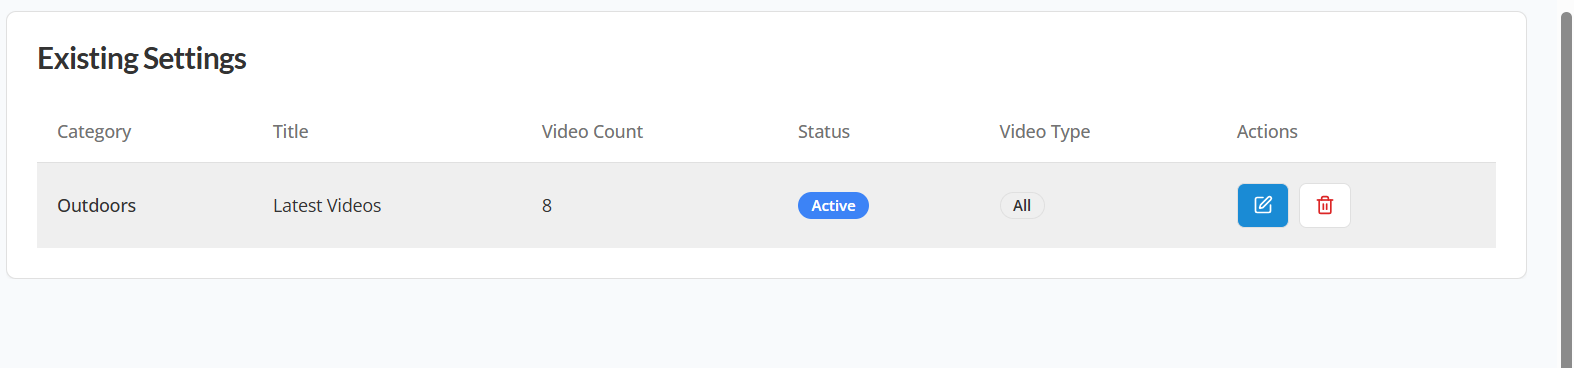 Existing Settings
Category Title Video Count Status Video Type Actions
Outdoors Latest Videos 8 Active All